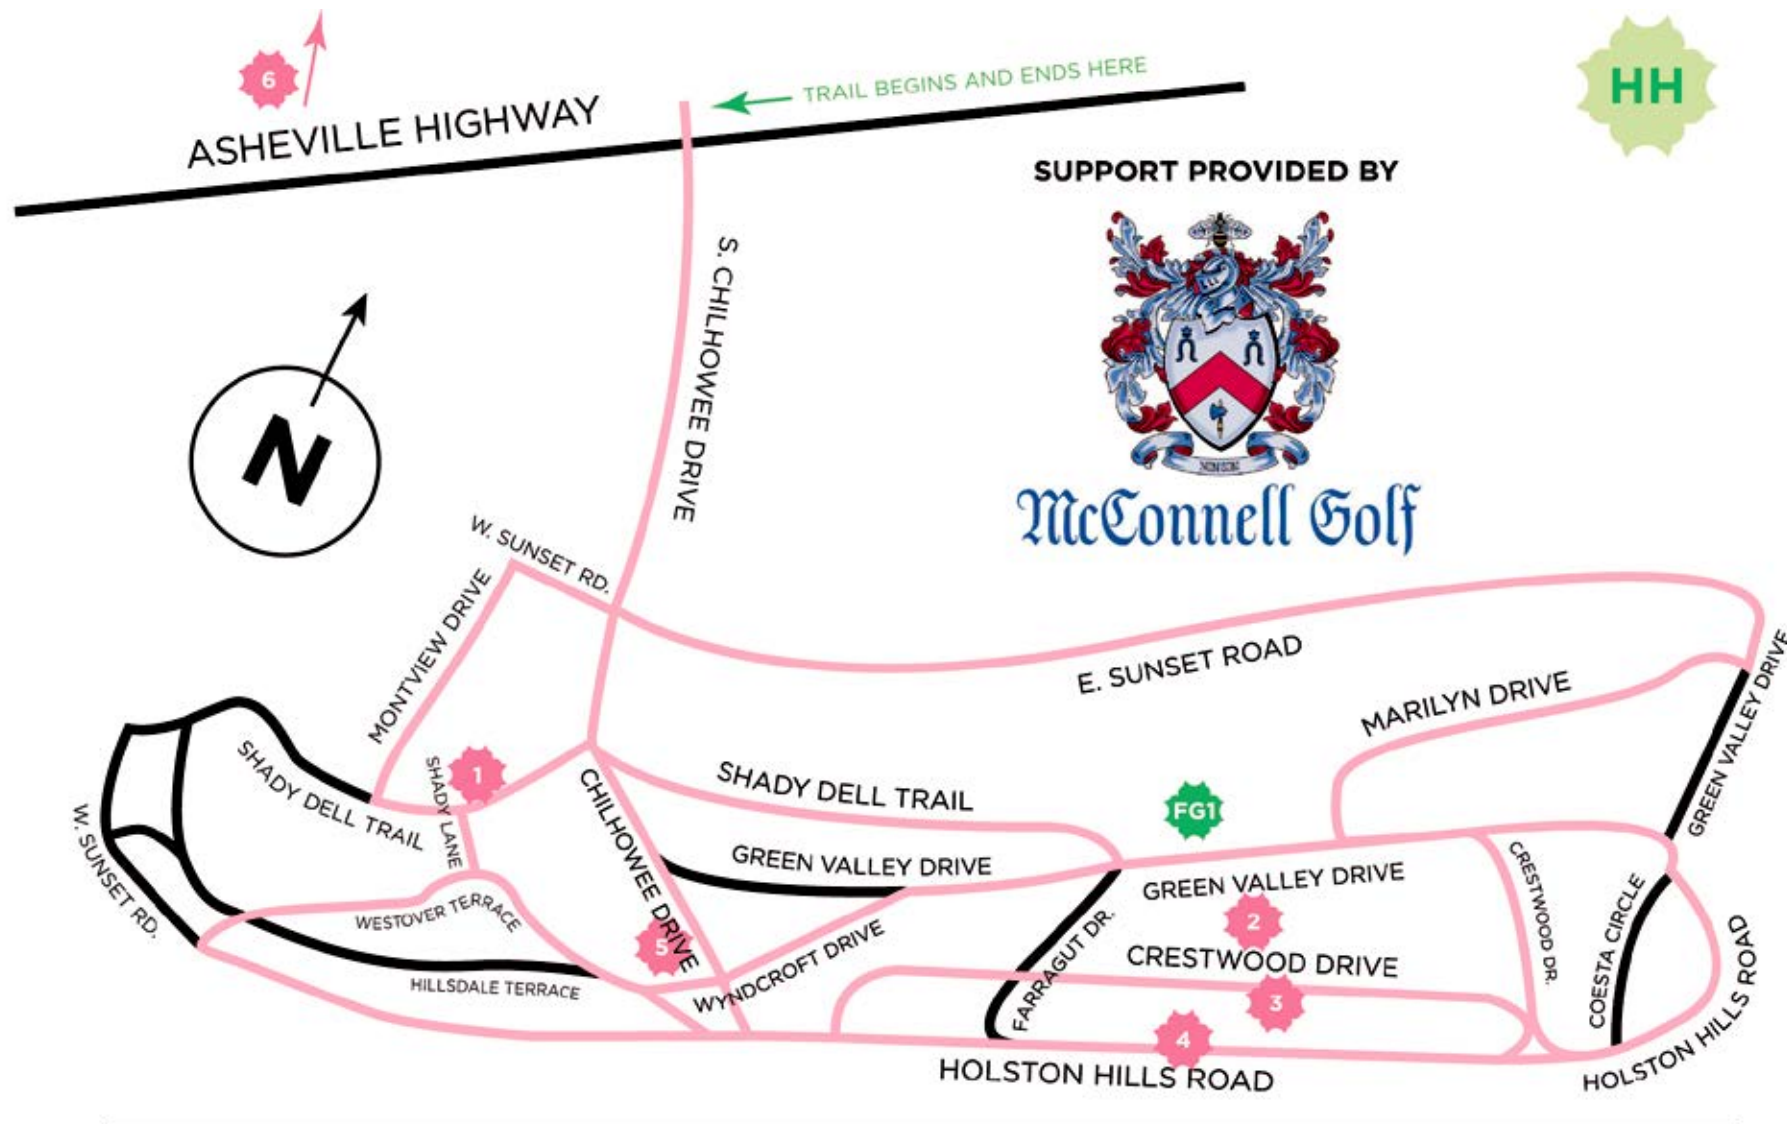 6
ASHEVILLE HIGHWAY
TRAIL BEGINS AND ENDS HERE
HH
SUPPORT PROVIDED BY
McConnell Golf
N
S. CHILHOWEE DRIVE
W. SUNSET RD.
MONTVIEW DRIVE
E. SUNSET ROAD
MARILYN DRIVE
GREEN VALLEY DRIVE
SHADY DELL TRAIL
SHADY LANE
1
CHILHOWEE DRIVE
SHADY DELL TRAIL
FG1
GREEN VALLEY DRIVE
GREEN VALLEY DRIVE
W. SUNSET RD.
WESTOVER TERRACE
HILLSDALE TERRACE
5
WYNDCROFT DRIVE
FARRAGUT DR.
2
CRESTWOOD DRIVE
3
4
CRESTWOOD DR.
COESTA CIRCLE
HOLSTON HILLS ROAD
HOLSTON HILLS ROAD